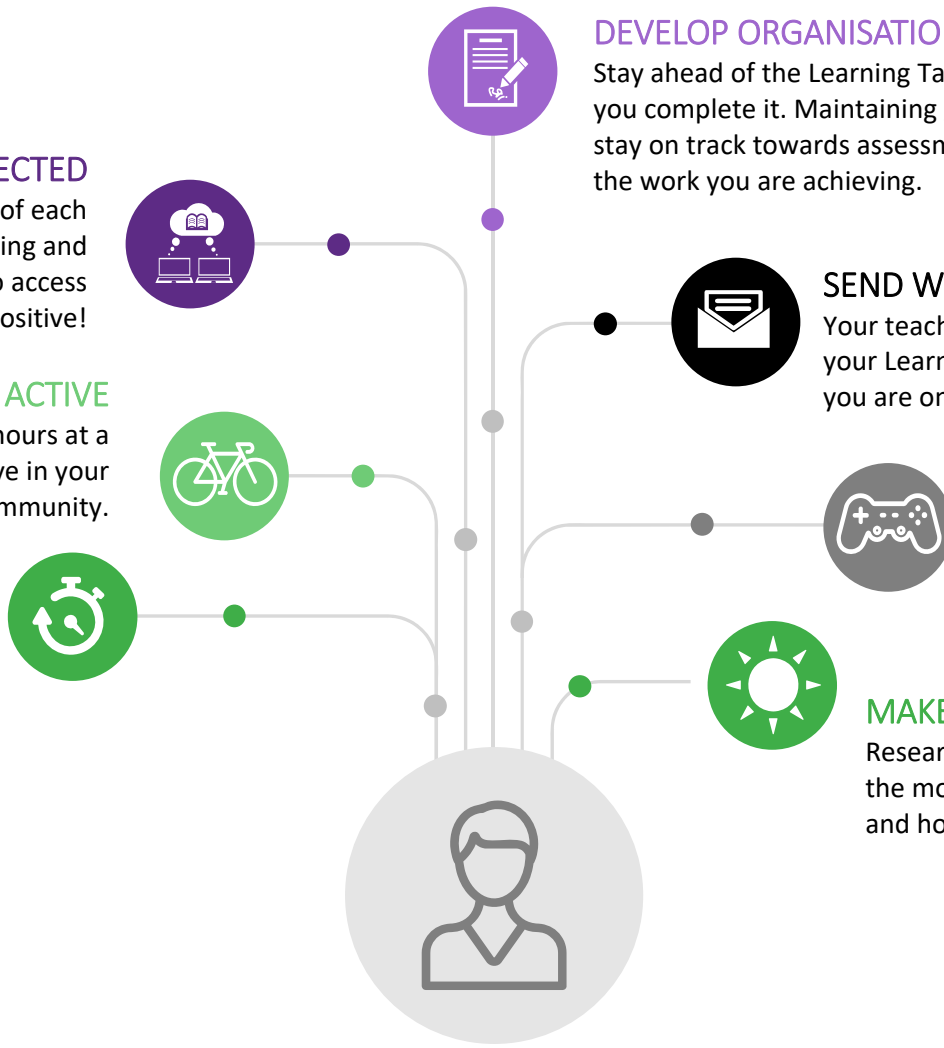 DEVELOP ORGANISATIO
Stay ahead of the Learning Ta
you complete it. Maintaining
stay on track towards assessm
the work you are achieving.
ECTED
of each
ing and
o access
ositive!
SEND W
Your teach
your Learn
you are on
ACTIVE
hours at a
ve in your
mmunity.
MAKE
Resear
the mo
and ho